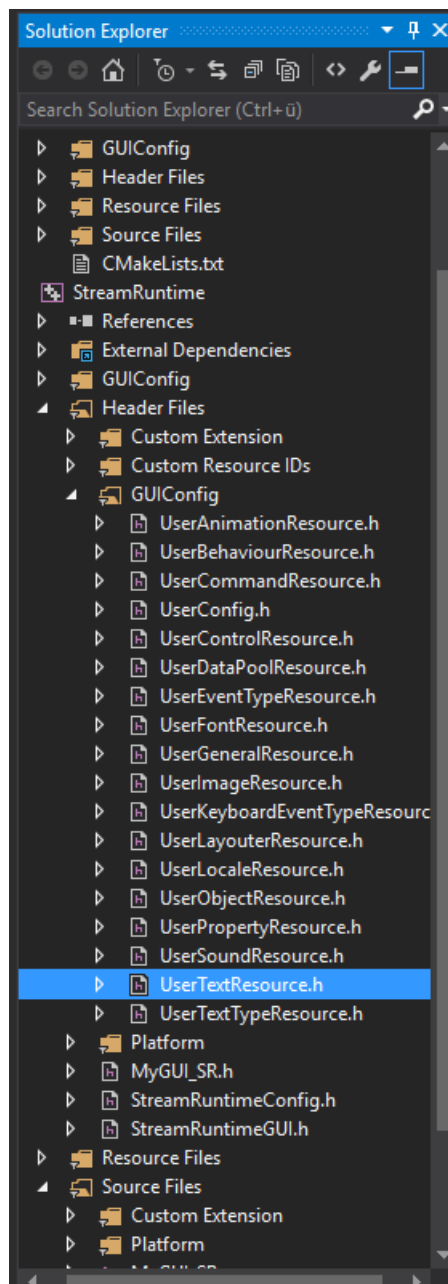 Solution Explorer
Search Solution Explorer (Ctrl+ü)
GUIConfig
Header Files
Resource Files
Source Files
CMakeLists.txt
StreamRuntime
References
External Dependencies
GUIConfig
Header Files
Custom Extension
Custom Resource IDs
GUIConfig
UserAnimationResource.h
UserBehaviourResource.h
UserCommandResource.h
UserConfig.h
UserControlResource.h
UserDataPoolResource.h
UserEventTypeResource.h
UserFontResource.h
UserGeneralResource.h
UserImageResource.h
UserKeyboardEventTypeResourc
UserLayouterResource.h
UserLocaleResource.h
UserObjectResource.h
UserPropertyResource.h
UserSoundResource.h
UserTextResource.h
UserTextTypeResource.h
Platform
MyGUI_SR.h
StreamRuntimeConfig.h
StreamRuntimeGUI.h
Resource Files
Source Files
Custom Extension
Platform